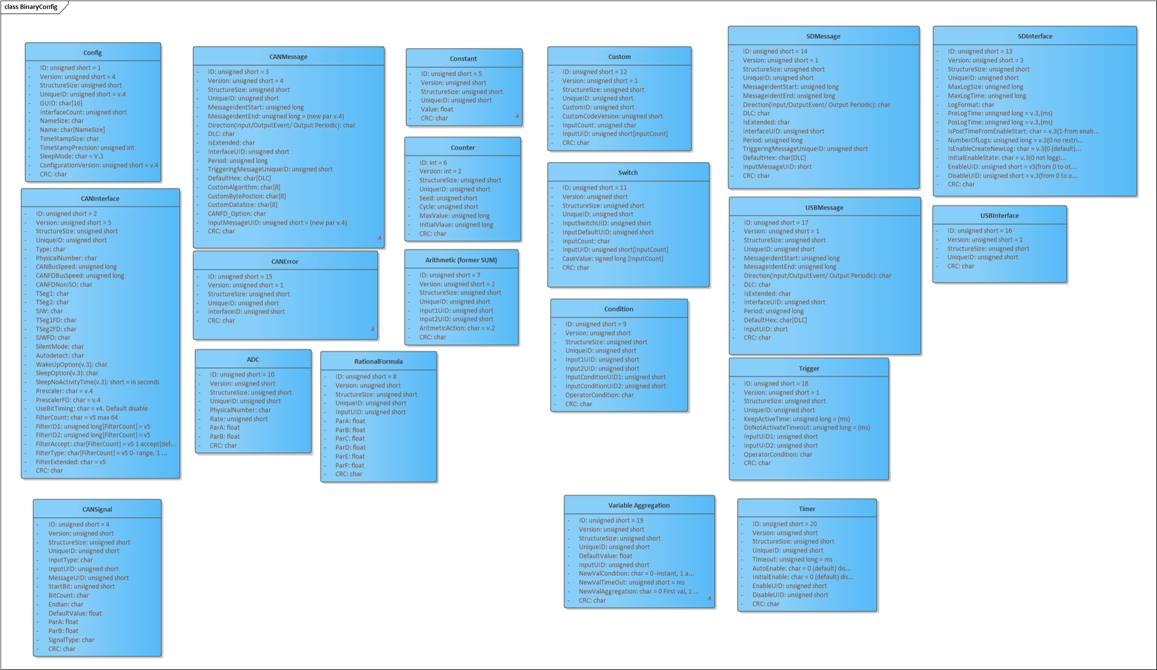 class BinaryConfig
Config
- ID: unsigned short = 1
- Version: unsigned short = 4
- StructureSize: unsigned short
- UniqueID: unsigned short = v.4
- GUID: char[16]
- InterfaceCount: unsigned short
- NameSize: char
- Name: char[NameSize]
- TimeStampSize: char
- TimeStampPrecision: unsigned int
- SleepMode: char = V.3
- ConfigurationVersion: unsigned short = v.4
- CRC: char
CANInterface
- ID: unsigned short = 2
- Version: unsigned short = 5
- StructureSize: unsigned short
- UniqueID: unsigned short
- Type: char
- PhysicalNumber: char
- CANBusSpeed: unsigned long
- CANFDBusSpeed: unsigned long
- CANFDNonISO: char
- TSeg1: char
- TSeg2: char
- SJW: char
- TSeg1FD: char
- TSeg2FD: char
- SJWFD: char
- SilentMode: char
- Autodetect: char
- WakeUpOption(v.3): char
- SleepOption(v.3): char
- SleepNoActivityTime(v.3): short = in seconds
- Prescaler: char = v.4
- PrescalerFD: char = v.4
- UseBitTiming: char = v4. Default disable
- FilterCount: char = v5 max 64
- FilterID1: unsigned long[FilterCount] = v5
- FilterID2: unsigned long[FilterCount] = v5
- FilterAccept: char[FilterCount] = v5 1 accept(def...
- FilterType: char[FilterCount] = v5 0- range, 1 ...
- FilterExtended: char = v5
- CRC: char
CANSignal
- ID: unsigned short = 4
- Version: unsigned short
- StructureSize: unsigned short
- UniqueID: unsigned short
- InputType: char
- InputUID: unsigned short
- MessageUID: unsigned short
- StartBit: unsigned short
- BitCount: char
- Endian: char
- DefaultValue: float
- ParA: float
- ParB: float
- SignalType: char
- CRC: char
CANMessage
- ID: unsigned short = 3
- Version: unsigned short = 4
- StructureSize: unsigned short
- UniqueID: unsigned short
- MessageIdentStart: unsigned long
- MessageIdentEnd: unsigned long = (new par v.4)
- Direction(Input/OutputEvent/ Output Periodic): char
- DLC: char
- IsExtended: char
- InterfaceUID: unsigned short
- Period: unsigned long
- TriggeringMessageUniqueID: unsigned short
- DefaultHex: char[DLC]
- CustomAlgorithm: char[8]
- CustomBytePostion: char[8]
- CustomDataSize: char[8]
- CANFD_Option: char
- InputMessageUID: unsigned short = (new par v.4)
- CRC: char
CANError
- ID: unsigned short = 15
- Version: unsigned short = 1
- StructureSize: unsigned short
- UniqueID: unsigned short
- InterfaceID: unsigned short
- CRC: char
ADC
- ID: unsigned short = 10
- Version: unsigned short
- StructureSize: unsigned short
- UniqueID: unsigned short
- PhysicalNumber: char
- Rate: unsigned short
- ParA: float
- ParB: float
- CRC: char
RationalFormula
- ID: unsigned short = 8
- Version: unsigned short
- StructureSize: unsigned short
- UniqueID: unsigned short
- InputUID: unsigned short
- ParA: float
- ParB: float
- ParC: float
- ParD: float
- ParE: float
- ParF: float
- CRC: char
Constant
- ID: unsigned short = 5
- Version: unsigned short
- StructureSize: unsigned short
- UniqueID: unsigned short
- Value: float
- CRC: char
Counter
- ID: int = 6
- Version: int = 2
- StructureSize: unsigned short
- UniqueID: unsigned short
- Seed: unsigned short
- Cycle: unsigned short
- MaxValue: unsigned long
- InitialVlaue: unsigned long
- CRC: char
Arithmetic (former SUM)
- ID: unsigned short = 7
- Version: unsigned short = 2
- StructureSize: unsigned short
- UniqueID: unsigned short
- Input1UID: unsigned short
- Input2UID: unsigned short
- AritmeticAction: char = v.2
- CRC: char
Custom
- ID: unsigned short = 12
- Version: unsigned short = 1
- StructureSize: unsigned short
- UniqueID: unsigned short
- CustomID: unsigned short
- CustomCodeVersion: unsigned short
- InputCount: unsigned char
- InputUID: unsigned short[InputCount]
- CRC: char
Switch
- ID: unsigned short = 11
- Version: unsigned short
- StructureSize: unsigned short
- UniqueID: unsigned short
- InputSwitchUID: unsigned short
- InputDefaultUID: unsigned short
- InputCount: char
- InputUID: unsigned short[InputCount]
- CaseValue: signed long [InputCount]
- CRC: char
Condition
- ID: unsigned short = 9
- Version: unsigned short
- StructureSize: unsigned short
- UniqueID: unsigned short
- Input1UID: unsigned short
- Input2UID: unsigned short
- InputConditionUID1: unsigned short
- InputConditionUID2: unsigned short
- OperatorCondition: char
- CRC: char
Variable Aggregation
- ID: unsigned short = 19
- Version: unsigned short
- StructureSize: unsigned short
- UniqueID: unsigned short
- DefaultValue: float
- InputUID: unsigned short
- NewValCondition: char = 0 -Instant, 1 a...
- NewValTimeOut: unsigned short = ms
- NewValAggregation: char = 0 First val, 1 ...
- CRC: char
SDMessage
- ID: unsigned short = 14
- Version: unsigned short = 1
- StructureSize: unsigned short
- UniqueID: unsigned short
- MessageIdentStart: unsigned long
- MessageIdentEnd: unsigned long
- Direction(Input/OutputEvent/ Output Periodic): char
- DLC: char
- IsExtended: char
- InterfaceUID: unsigned short
- Period: unsigned long
- TriggeringMessageUniqueID: unsigned short
- DefaultHex: char[DLC]
- InputMessageUID: short
- CRC: char
USBMessage
- ID: unsigned short = 17
- Version: unsigned short = 1
- StructureSize: unsigned short
- UniqueID: unsigned short
- MessageIdentStart: unsigned long
- MessageIdentEnd: unsigned long
- Direction(Input/OutputEvent/ Output Periodic): char
- DLC: char
- IsExtended: char
- InterfaceUID: unsigned short
- Period: unsigned long
- DefaultHex: char[DLC]
- InputUID: short
- CRC: char
Trigger
- ID: unsigned short = 18
- Version: unsigned short = 1
- StructureSize: unsigned short
- UniqueID: unsigned short
- KeepActiveTime: unsigned long = (ms)
- DoNotActivateTimeout: unsigned long = (ms)
- InputUID1: unsigned short
- InputUID2: unsigned short
- OperatorCondition: char
- CRC: char
Timer
- ID: unsigned short = 20
- Version: unsigned short
- StructureSize: unsigned short
- UniqueID: unsigned short
- Timeout: unsigned long = ms
- AutoEnable: char = 0 (default) dis...
- InitialEnable: char = 0 (default) dis...
- EnableUID: unsigned short
- DisableUID: unsigned short
- CRC: char
SDInterface
- ID: unsigned short = 13
- Version: unsigned short = 3
- StructureSize: unsigned short
- UniqueID: unsigned short
- MaxLogSize: unsigned long
- MaxLogTime: unsigned long
- LogFormat: char
- PreLogTime: unsigned long = v.3,(ms)
- PosLogTime: unsigned long = v.3,(ms)
- IsPostTimeFromEnableStart: char = v.3(1-from enab...
- NumberOfLogs: unsigned long = v.3(0 no restri...
- IsEnableCreateNewLog: char = v.3(0 default)...
- InitialEnableState: char = v.3(0 not loggi...
- EnableUID: unsigned short = v3(from 0 to ot...
- DisableUID: unsigned short = v.3(from 0 to o...
- CRC: char
USBInterface
- ID: unsigned short = 16
- Version: unsigned short = 1
- StructureSize: unsigned short
- UniqueID: unsigned short
- CRC: char